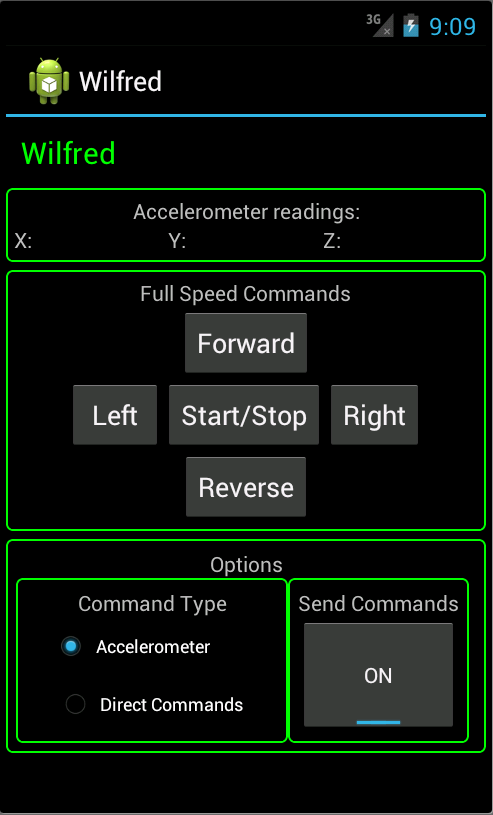 3G 9:09
Wilfred
Wilfred
Accelerometer readings:
X: Y: Z:
Full Speed Commands
Forward
Left Start/Stop Right
Reverse
Options
Command Type Send Commands
Accelerometer
ON
Direct Commands